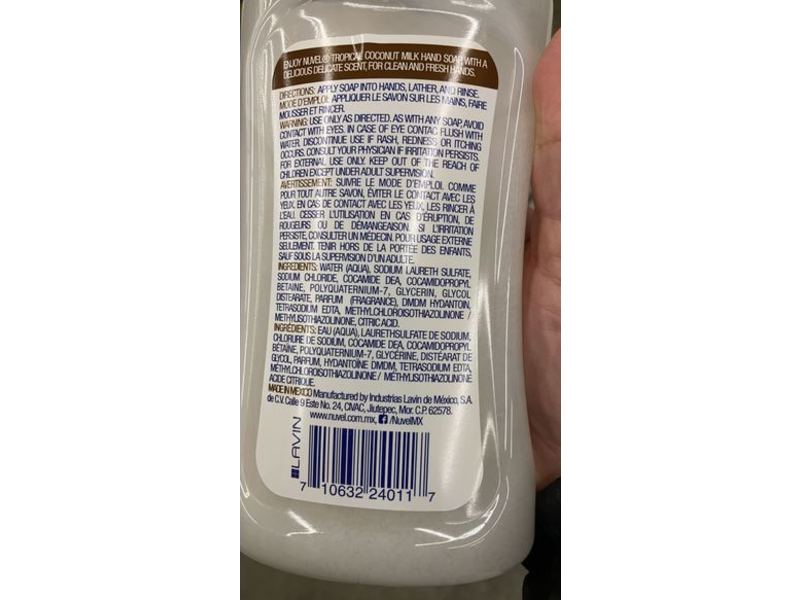 ENJOY NUVEL® TROPICAL COCONUT MILK HAND SOAP WITH A
DELICIOUS DELICATE SCENT, FOR CLEAN AND FRESH HANDS.
DIRECTIONS: APPLY SOAP INTO HANDS, LATHER, AND RINSE.
MODE D'EMPLOI: APPLIQUER LE SAVON SUR LES MAINS, FAIRE
MOUSSER ET RINCER.
WARNING: USE ONLY AS DIRECTED. AS WITH ANY SOAP, AVOID
CONTACT WITH EYES. IN CASE OF EYE CONTAC FLUSH WITH
WATER. DISCONTINUE USE IF RASH, REDNESS OR ITCHING
OCCURS. CONSULT YOUR PHYSICIAN IF IRRITATION PERSISTS.
FOR EXTERNAL USE ONLY. KEEP OUT OF THE REACH OF
CHILDREN EXCEPT UNDER ADULT SUPERVISION.
AVERTISSEMENT: SUIVRE LE MODE D'EMPLOI. COMME
POUR TOUT AUTRE SAVON, ÉVITER LE CONTACT AVEC LES
YEUX. EN CAS DE CONTACT AVEC LES YEUX, LES RINCER À
L'EAU. CESSER L'UTILISATION EN CAS D'ÉRUPTION, DE
ROUGEURS OU DE DÉMANGEAISON. SI L'IRRITATION
PERSISTE, CONSULTER UN MÉDECIN. POUR USAGE EXTERNE
SEULEMENT. TENIR HORS DE LA PORTÉE DES ENFANTS,
SAUF SOUS LA SUPERVISION D'UN ADULTE.
INGREDIENTS: WATER (AQUA), SODIUM LAURETH SULFATE,
SODIUM CHLORIDE, COCAMIDE DEA, COCAMIDOPROPYL
BETAINE, POLYQUATERNIUM-7, GLYCERIN, GLYCOL
DISTEARATE, PARFUM (FRAGRANCE), DMDM HYDANTOIN,
TETRASODIUM EDTA, METHYLCHLOROISOTHIAZOLINONE /
METHYLISOTHIAZOLINONE, CITRIC ACID.
INGRÉDIENTS: EAU (AQUA), LAURETHSULFATE DE SODIUM,
CHLORURE DE SODIUM, COCAMIDE DEA, COCAMIDOPROPYL
BÉTAÏNE, POLYQUATERNIUM-7, GLYCÉRINE, DISTÉARAT DE
GLYCOL, PARFUM, HYDANTOÏNE DMDM, TETRASODIUM EDTA,
MÉTHYLCHLOROISOTHIAZOLINONE / MÉTHYLISOTHIAZOLINONE
ACIDE CITRIQUE.
MADE IN MEXICO Manufactured by Industrias Lavin de México, S.A.
de C.V. Calle 9 Este No. 24, CIVAC, Jiutepec, Mor. C.P. 62578.
www.nuvel.com.mx, /NuvelMX
LAVIN
7 10632 24011 7